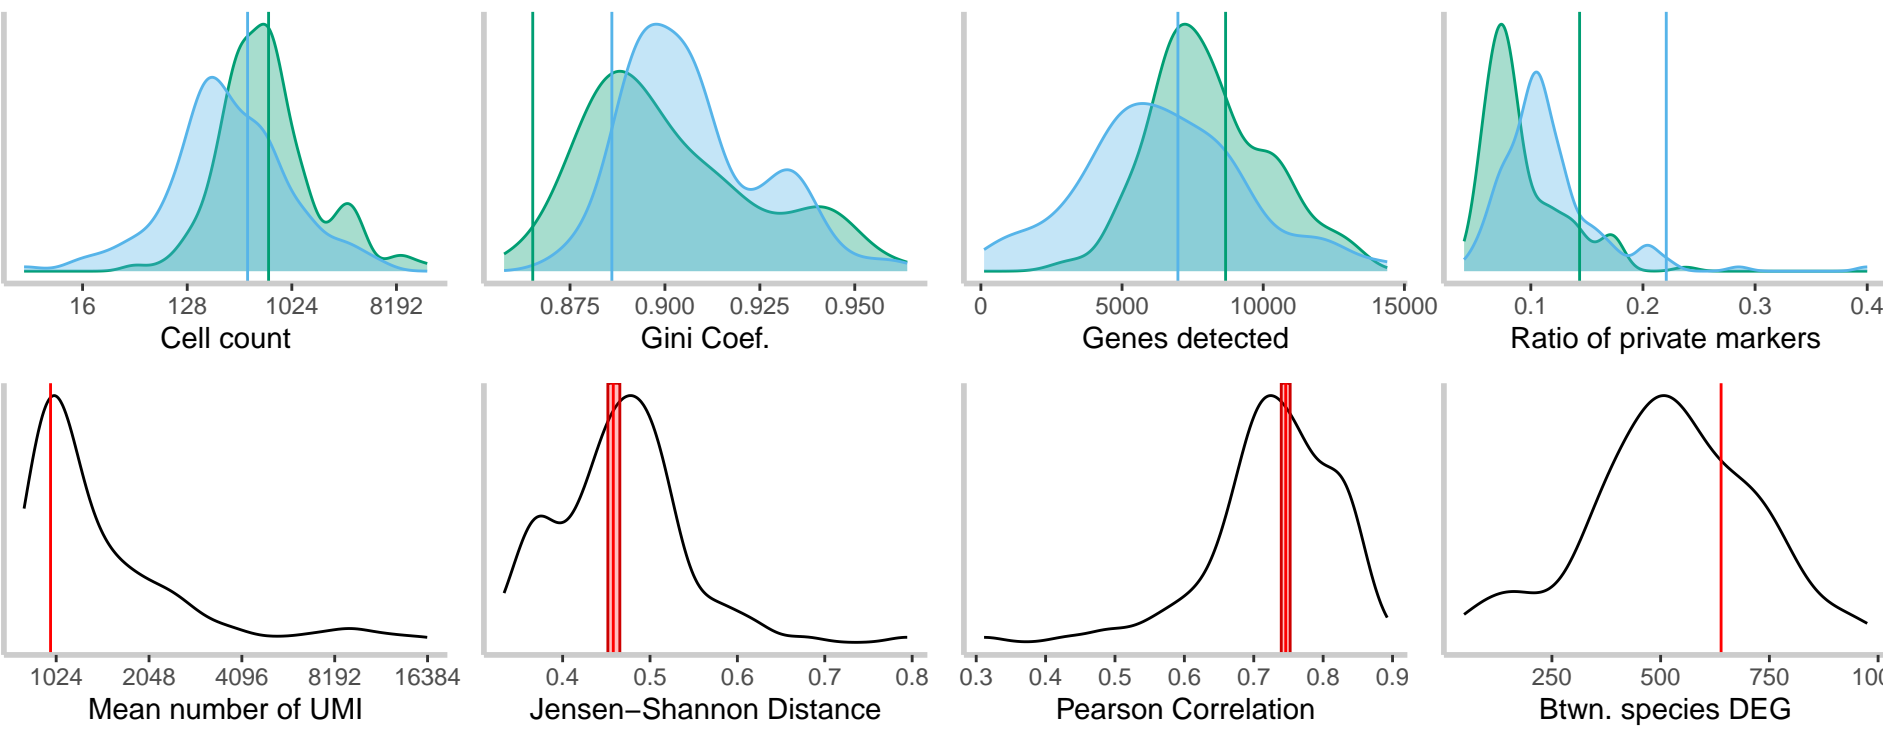 16 128 1024 8192
Cell count
0.875 0.900 0.925 0.950
Gini Coef.
0 5000 10000 15000
Genes detected
0.1 0.2 0.3 0.4
Ratio of private markers
1024 2048 4096 8192 16384
Mean number of UMI
0.4 0.5 0.6 0.7 0.8
Jensen−Shannon Distance
0.3 0.4 0.5 0.6 0.7 0.8 0.9
Pearson Correlation
250 500 750 100
Btwn. species DEG